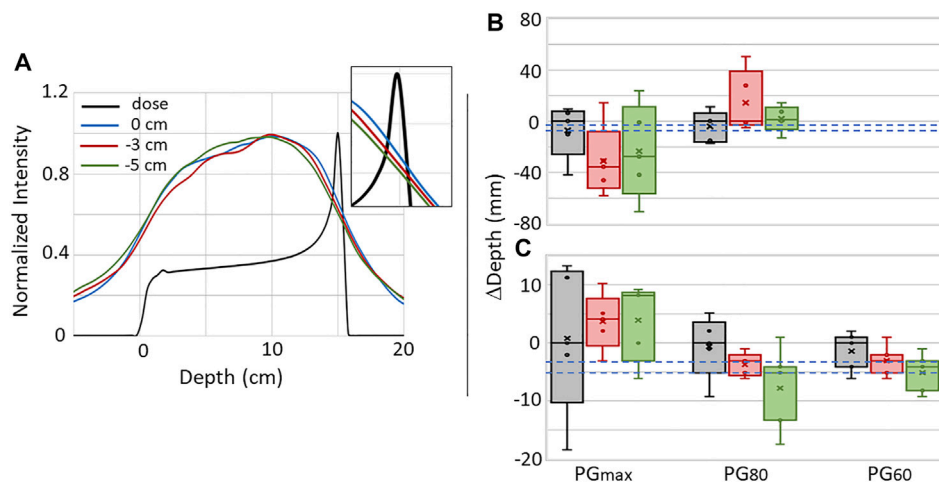 A
1.2
0.8
0.4
0
Normalized Intensity
dose
0 cm
-3 cm
-5 cm
0
10
20
Depth (cm)
B
80
40
0
-40
-80
ΔDepth (mm)
C
10
0
-10
-20
PGmax
PG80
PG60